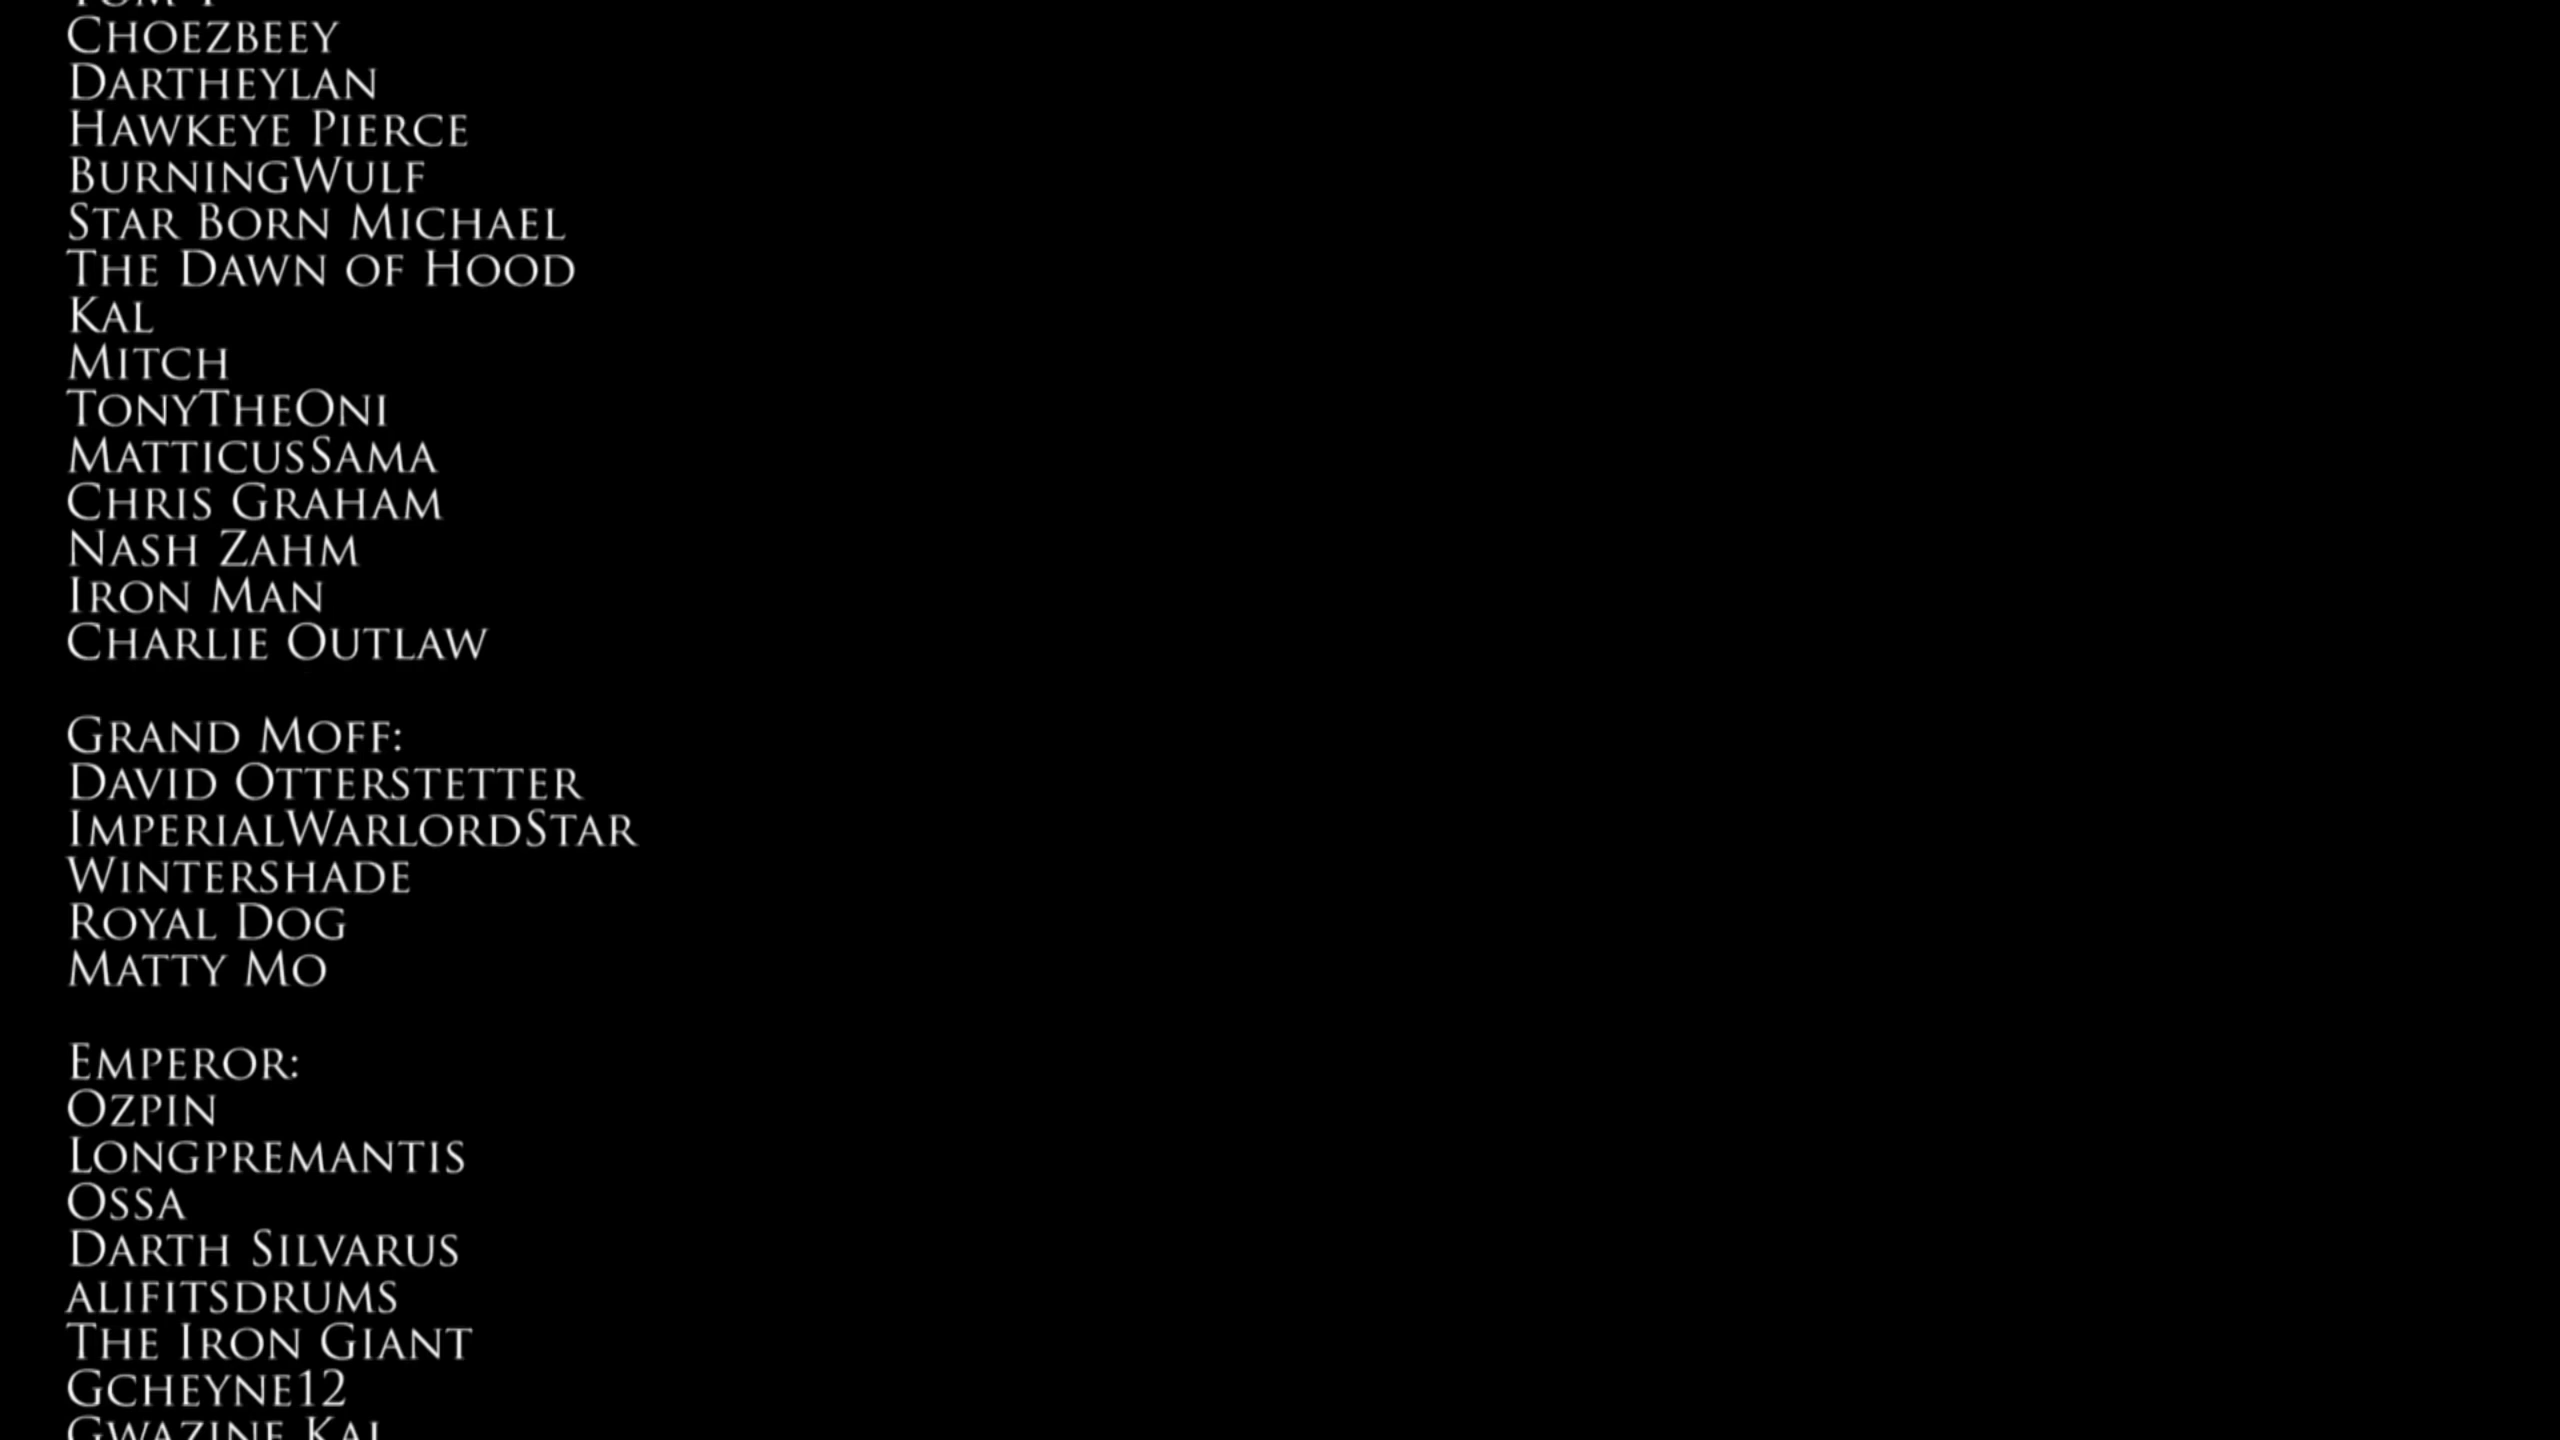 Choezbeey
Dartheylan
Hawkeye Pierce
BurningWulf
Star Born Michael
The Dawn of Hood
Kal
Mitch
TonyTheOni
MatticusSama
Chris Graham
Nash Zahm
Iron Man
Charlie Outlaw
Grand Moff:
David Otterstetter
ImperialWarlordStar
Wintershade
Royal Dog
Matty Mo
Emperor:
Ozpin
Longpremantis
Ossa
Darth Silvarus
alifitsdrums
The Iron Giant
Gcheyne12
Gwazine Kal